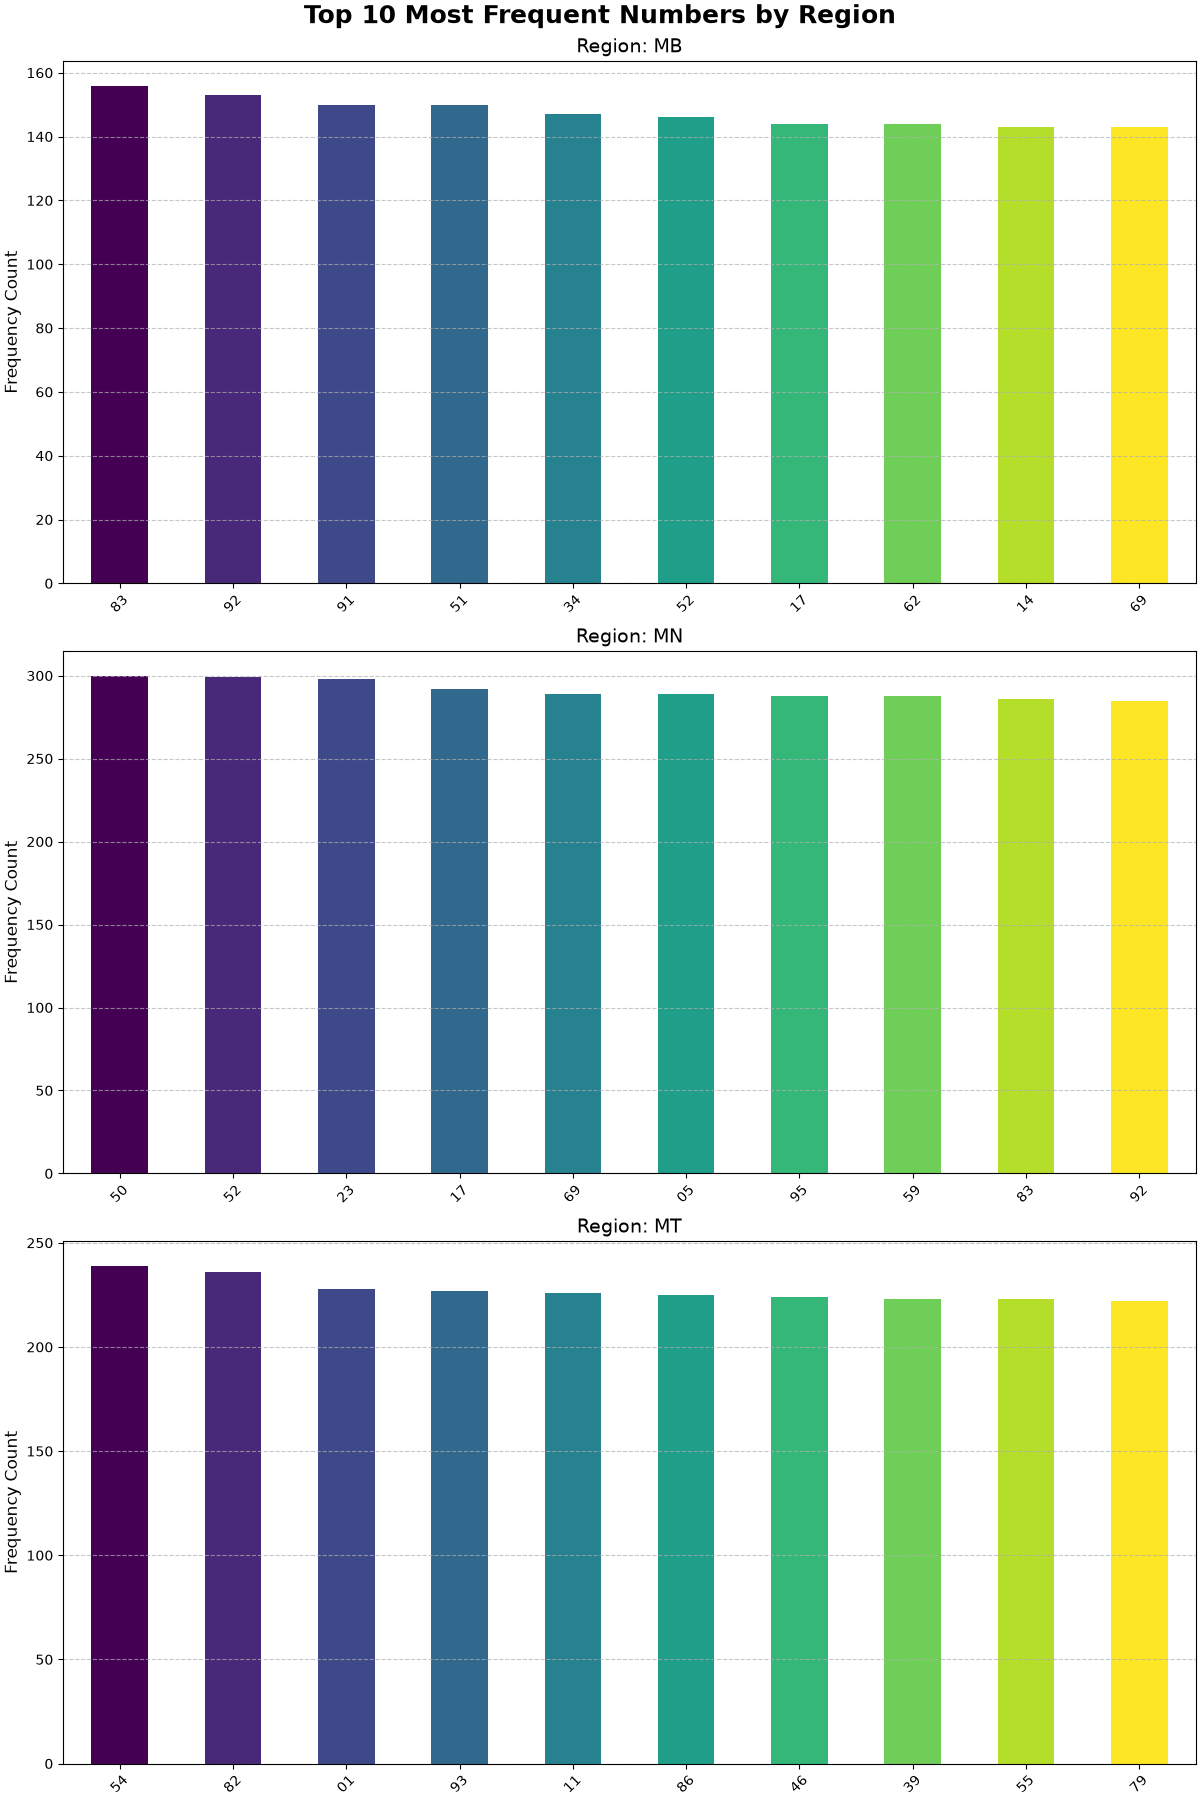 Top 10 Most Frequent Numbers by Region
Region: MB
Frequency Count
160
140
120
100
80
60
40
20
0
83 92 91 51 34 52 17 62 14 69
Region: MN
Frequency Count
300
250
200
150
100
50
0
50 52 23 17 69 05 95 59 83 92
Region: MT
Frequency Count
250
200
150
100
50
0
54 82 01 93 11 86 46 39 55 79